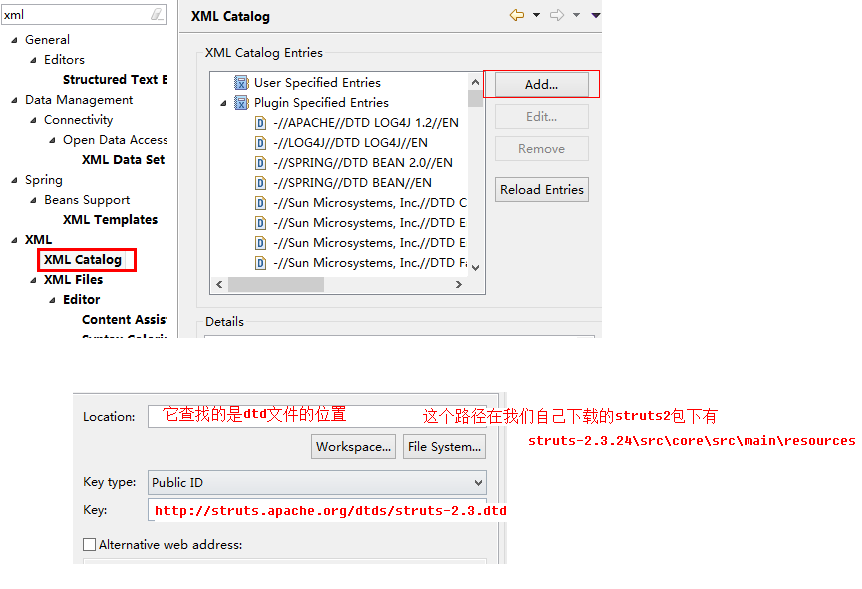 xml
General
Editors
Structured Text E
Data Management
Connectivity
Open Data Access
XML Data Set
Spring
Beans Support
XML Templates
XML
XML Catalog
XML Files
Editor
Content Assis
XML Catalog
XML Catalog Entries
User Specified Entries
Plugin Specified Entries
-//APACHE//DTD LOG4J 1.2//EN
-//LOG4J//DTD LOG4J//EN
-//SPRING//DTD BEAN 2.0//EN
-//SPRING//DTD BEAN//EN
-//Sun Microsystems, Inc.//DTD C
-//Sun Microsystems, Inc.//DTD E
-//Sun Microsystems, Inc.//DTD E
-//Sun Microsystems, Inc.//DTD Fa
Add...
Edit...
Remove
Reload Entries
Details
Location: 它查找的是dtd文件的位置 这个路径在我们自己下载的struts2包下有
struts-2.3.24\src\core\src\main\resources
Workspace... File System...
Key type: Public ID
Key: http://struts.apache.org/dtds/struts-2.3.dtd
Alternative web address: